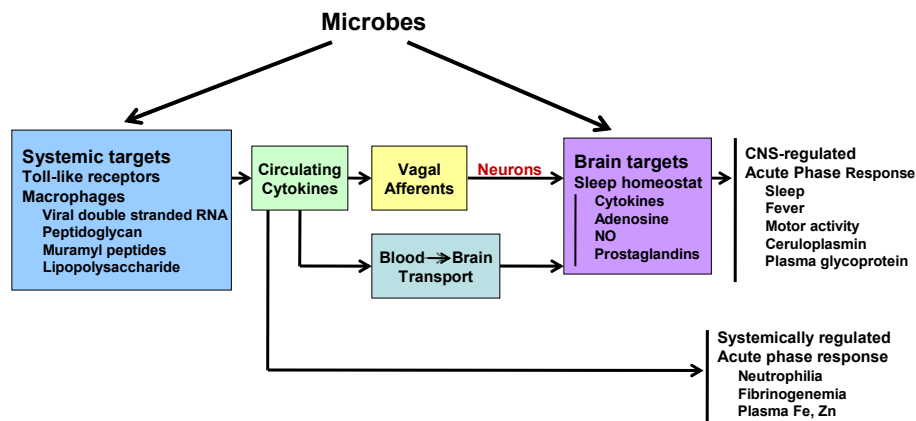 Microbes
Systemic targets
Toll-like receptors
Macrophages
Viral double stranded RNA
Peptidoglycan
Muramyl peptides
Lipopolysaccharide
Circulating
Cytokines
Vagal
Afferents
Neurons
Blood → Brain
Transport
Brain targets
Sleep homeostat
Cytokines
Adenosine
NO
Prostaglandins
CNS-regulated
Acute Phase Response
Sleep
Fever
Motor activity
Ceruloplasmin
Plasma glycoprotein
Systemically regulated
Acute phase response
Neutrophilia
Fibrinogenemia
Plasma Fe, Zn